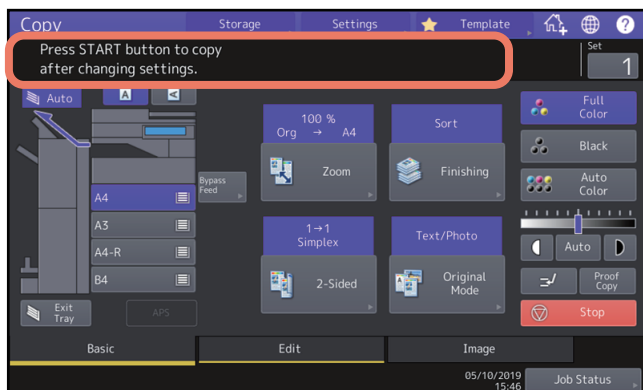 Copy
Storage
Settings
Template
?
Press START button to copy
after changing settings.
Set
1
Auto
A
A
100 %
Org → A4
Zoom
Sort
Finishing
Full
Color
Black
Auto
Color
Bypass
Feed
A4
A3
A4-R
B4
1→1
Simplex
2-Sided
Text/Photo
Original
Mode
Auto
Proof
Copy
Exit
Tray
APS
Stop
Basic
Edit
Image
05/10/2019
15:46
Job Status